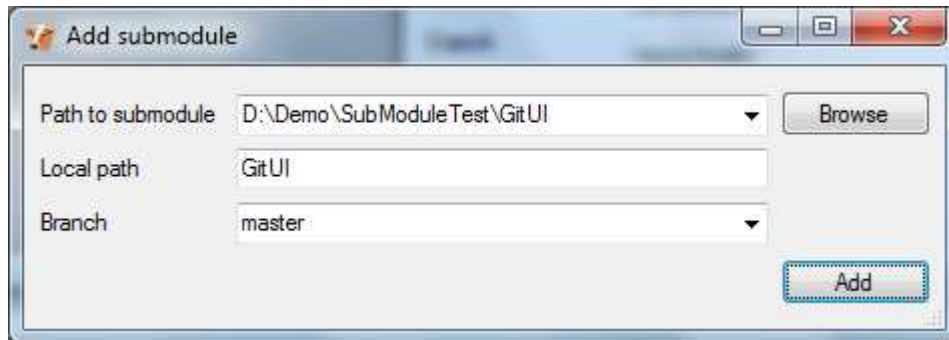 Add submodule
Path to submodule D:\Demo\SubModuleTest\GitUI Browse
Local path GitUI
Branch master
Add